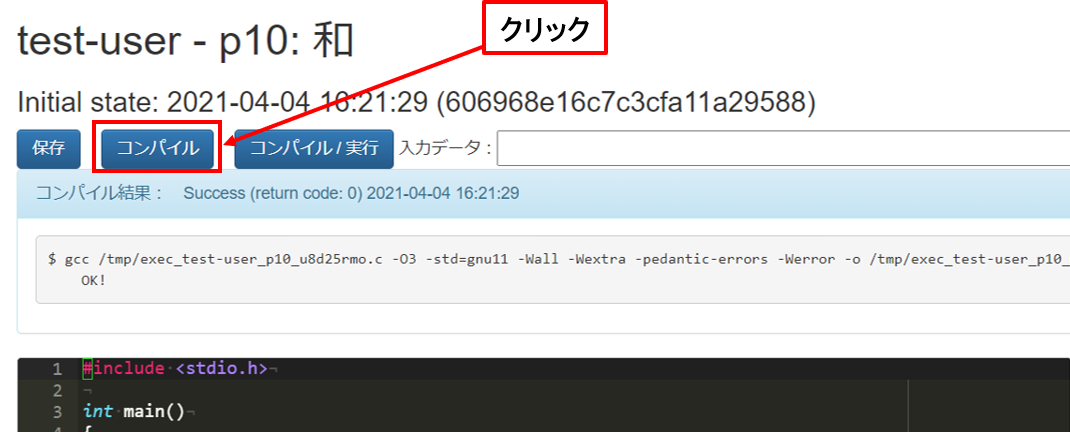 クリック
test-user - p10: 和
Initial state: 2021-04-04 16:21:29 (606968e16c7c3cfa11a29588)
保存 コンパイル コンパイル / 実行 入力データ :
コンパイル結果 : Success (return code: 0) 2021-04-04 16:21:29
$ gcc /tmp/exec_test-user_p10_u8d25rmo.c -O3 -std=gnu11 -Wall -Wextra -pedantic-errors -Werror -o /tmp/exec_test-user_p10_
OK!
1 #include <stdio.h>¬
2 ¬
3 int main()¬
4 {